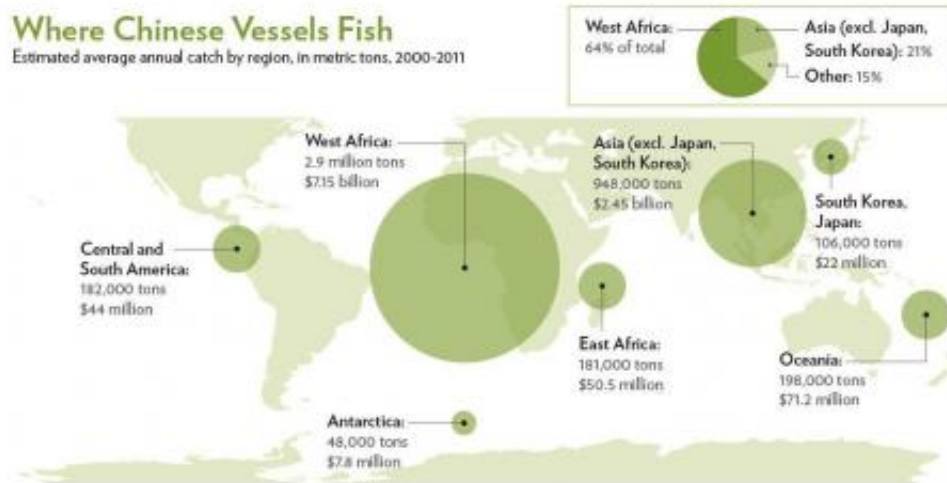 Where Chinese Vessels Fish
Estimated average annual catch by region, in metric tons, 2000-2011
West Africa:
64% of total
Asia (excl. Japan,
South Korea): 21%
Other: 15%
West Africa:
2.9 million tons
$7.15 billion
Asia (excl. Japan,
South Korea):
948,000 tons
$2.45 billion
South Korea,
Japan:
106,000 tons
$22 million
Central and
South America:
182,000 tons
$44 million
East Africa:
181,000 tons
$50.5 million
Oceania:
198,000 tons
$71.2 million
Antarctica:
48,000 tons
$7.8 million